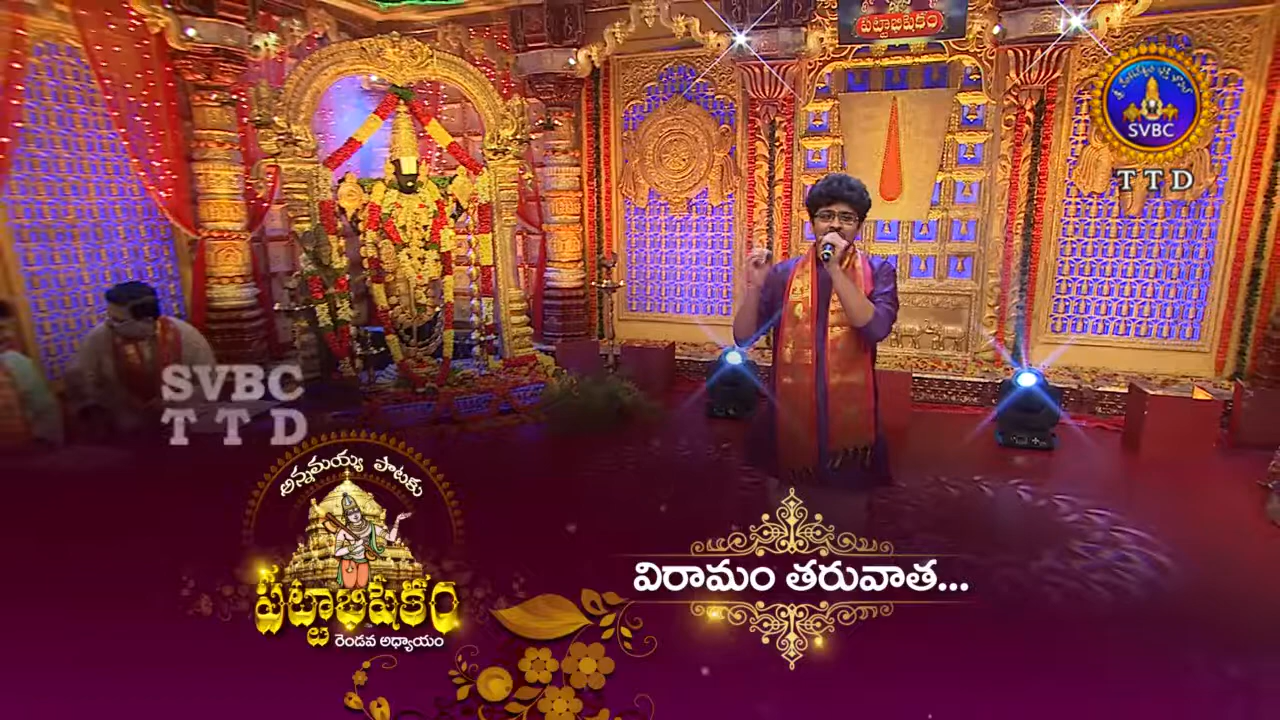 పట్టాభిషేకం
SVBC
TTD
SVBC
TTD
అన్నమయ్య పాటకు
పట్టాభిషేకం
రెండవ అధ్యాయం
విరామం తరువాత...